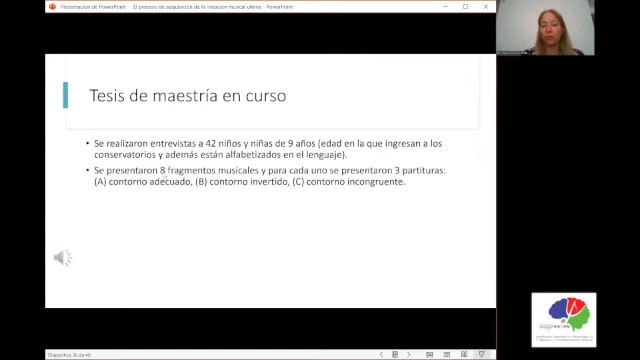 Presentación de PowerPoint - El proceso de adquisición de la notación musical ultima - PowerPoint
Tesis de maestría en curso
Se realizaron entrevistas a 42 niños y niñas de 9 años (edad en la que ingresan a los
conservatorios y además están alfabetizados en el lenguaje).
Se presentaron 8 fragmentos musicales y para cada uno se presentaron 3 partituras:
(A) contorno adecuado, (B) contorno invertido, (C) contorno incongruente.
Diapositiva 30 de 40